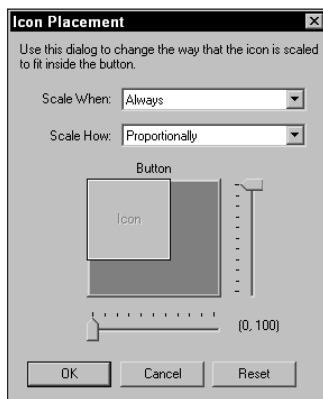 Icon Placement
Use this dialog to change the way that the icon is scaled
to fit inside the button.
Scale When: Always
Scale How: Proportionally
Button
Icon
(0, 100)
OK Cancel Reset